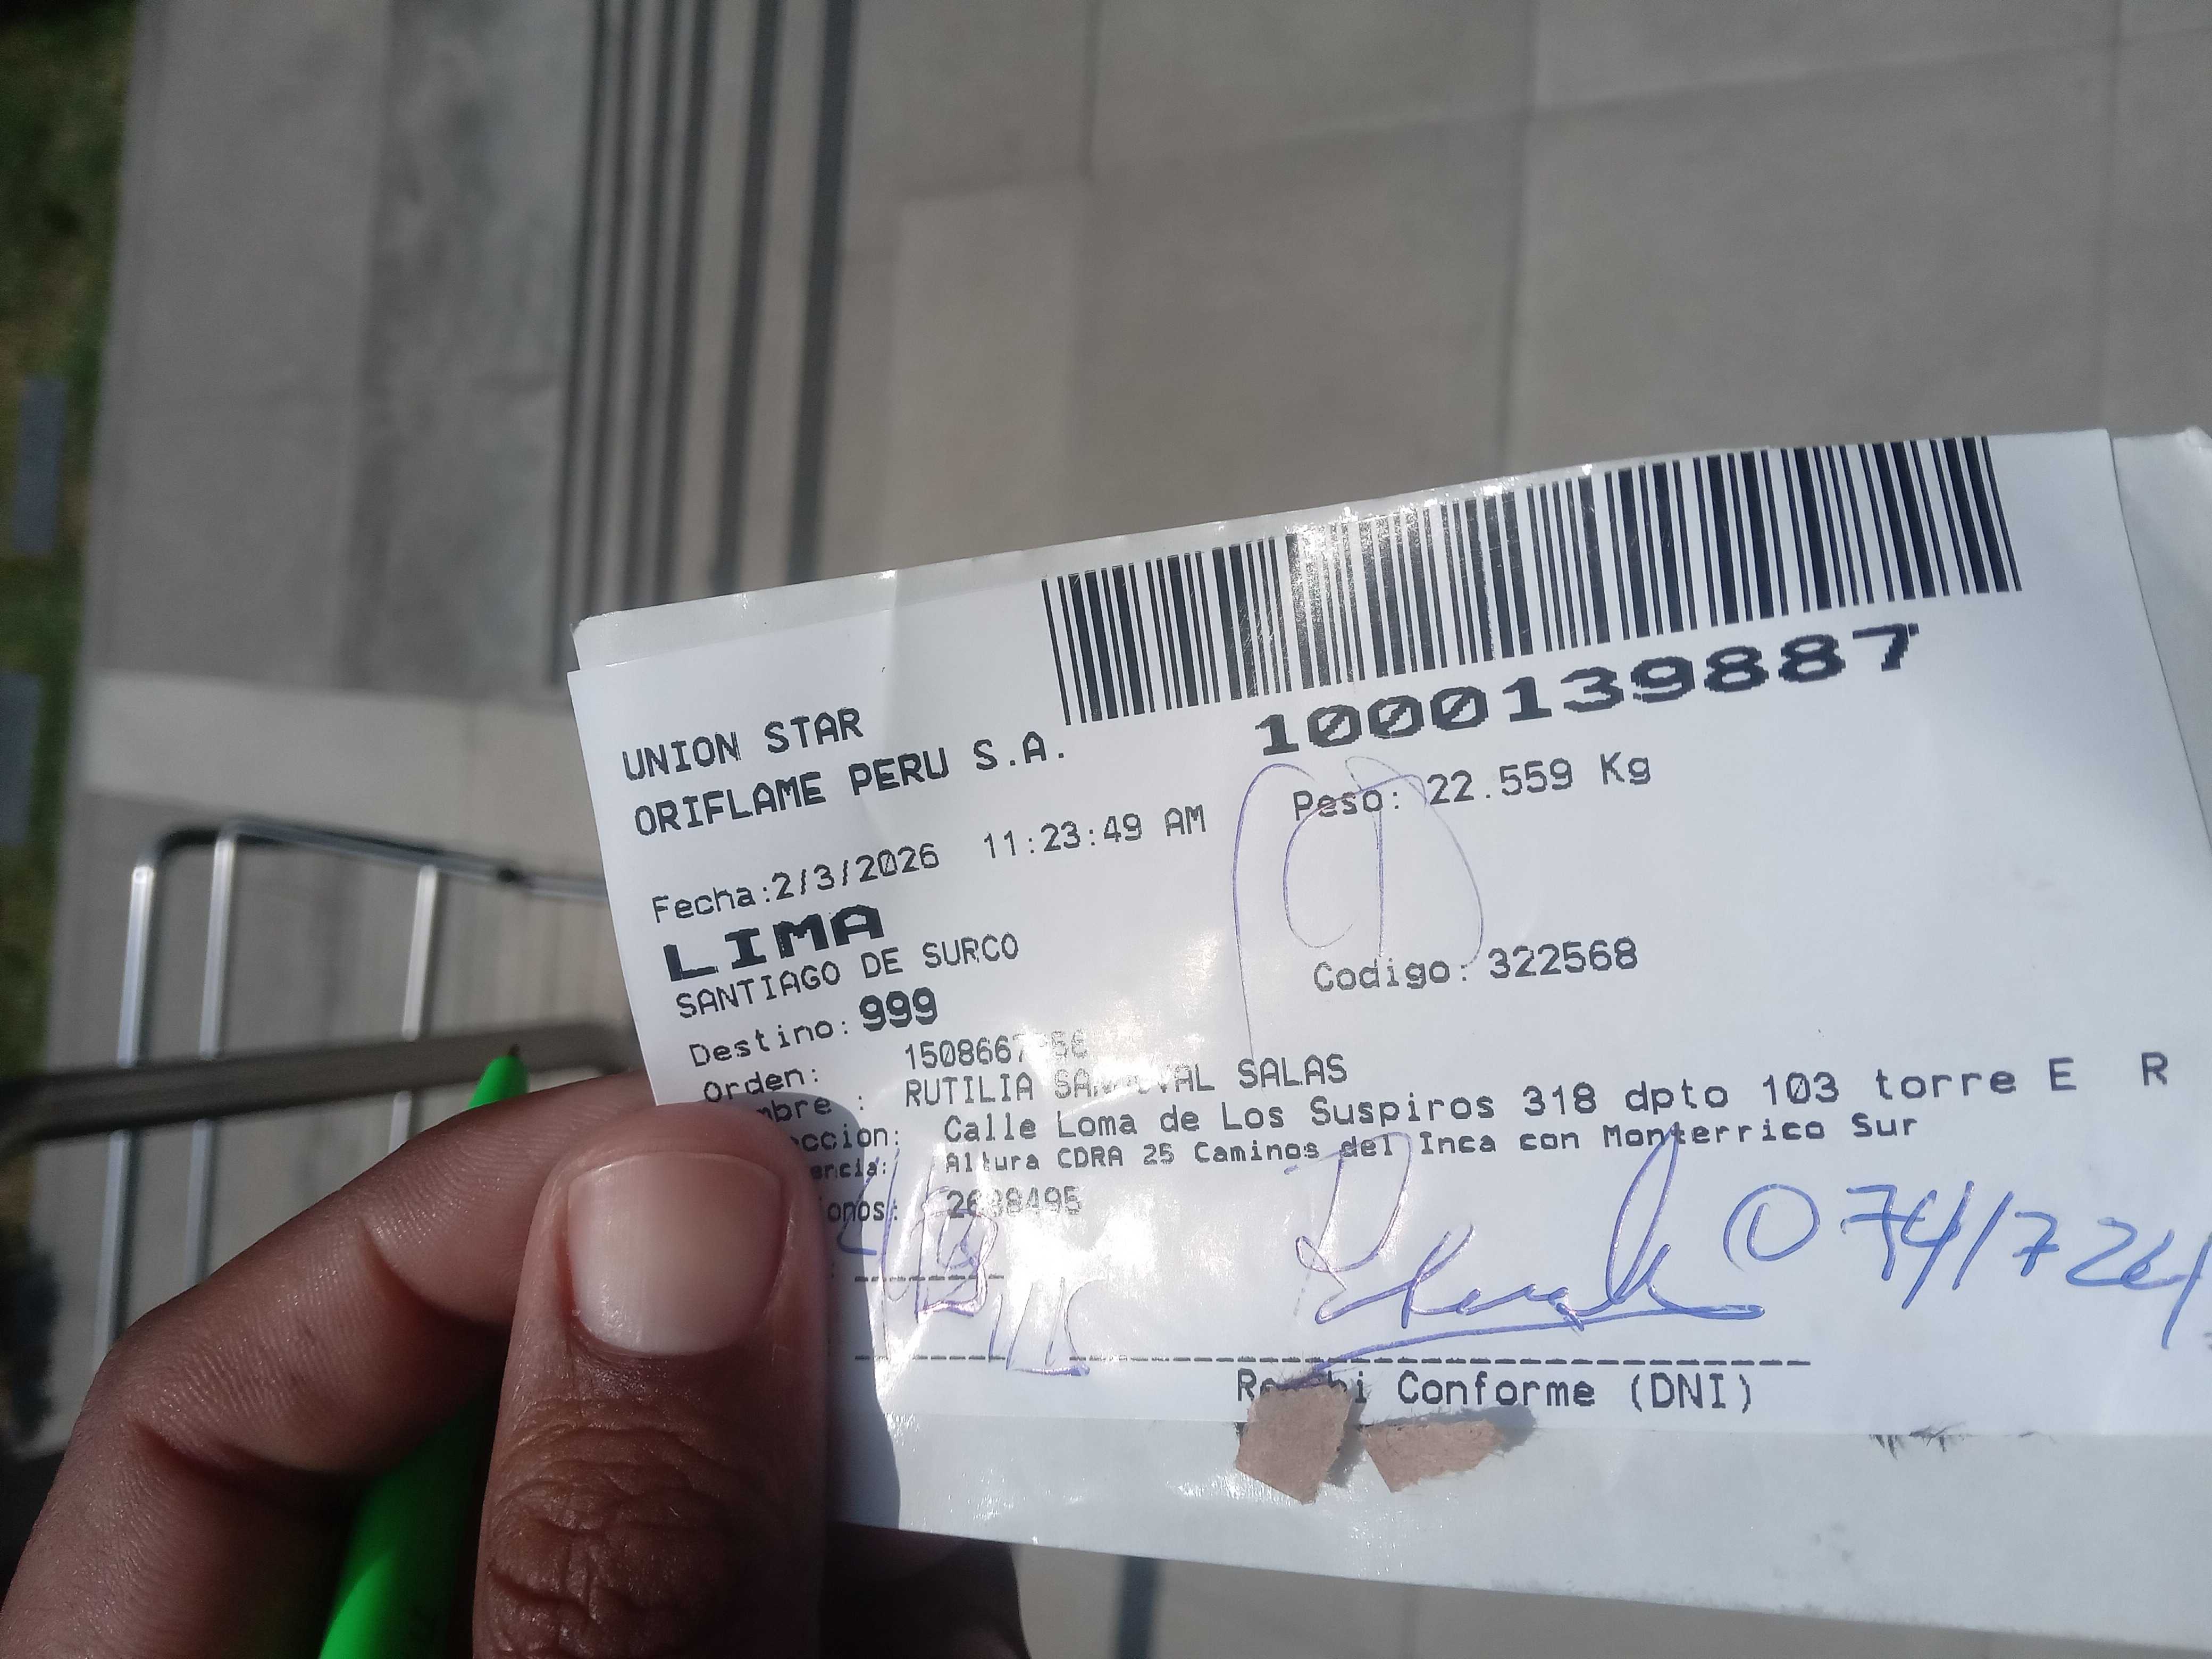 1000139887
UNION STAR
ORIFLAME PERU S.A.
Peso: 22.559 Kg
Fecha:2/3/2026 11:23:49 AM
LIMA
SANTIAGO DE SURCO
Codigo: 322568
Destino: 999
Orden:
RUTILIA SALAS
Calle Loma de Los Suspiros 318 dpto 103 torre E R
Altura CDRA 25 Caminos del Inca con Monterrico Sur
Conforme (DNI)